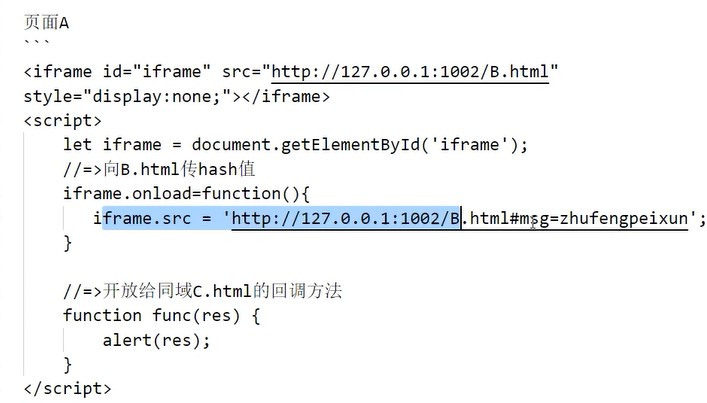 页面A
```
<iframe id="iframe" src="http://127.0.0.1:1002/B.html"
style="display:none;"></iframe>
<script>
let iframe = document.getElementById('iframe');
//=>向B.html传hash值
iframe.onload=function(){
iframe.src = 'http://127.0.0.1:1002/B.html#msg=zhufengpeixun';
}
//=>开放给同域C.html的回调方法
function func(res) {
alert(res);
}
</script>